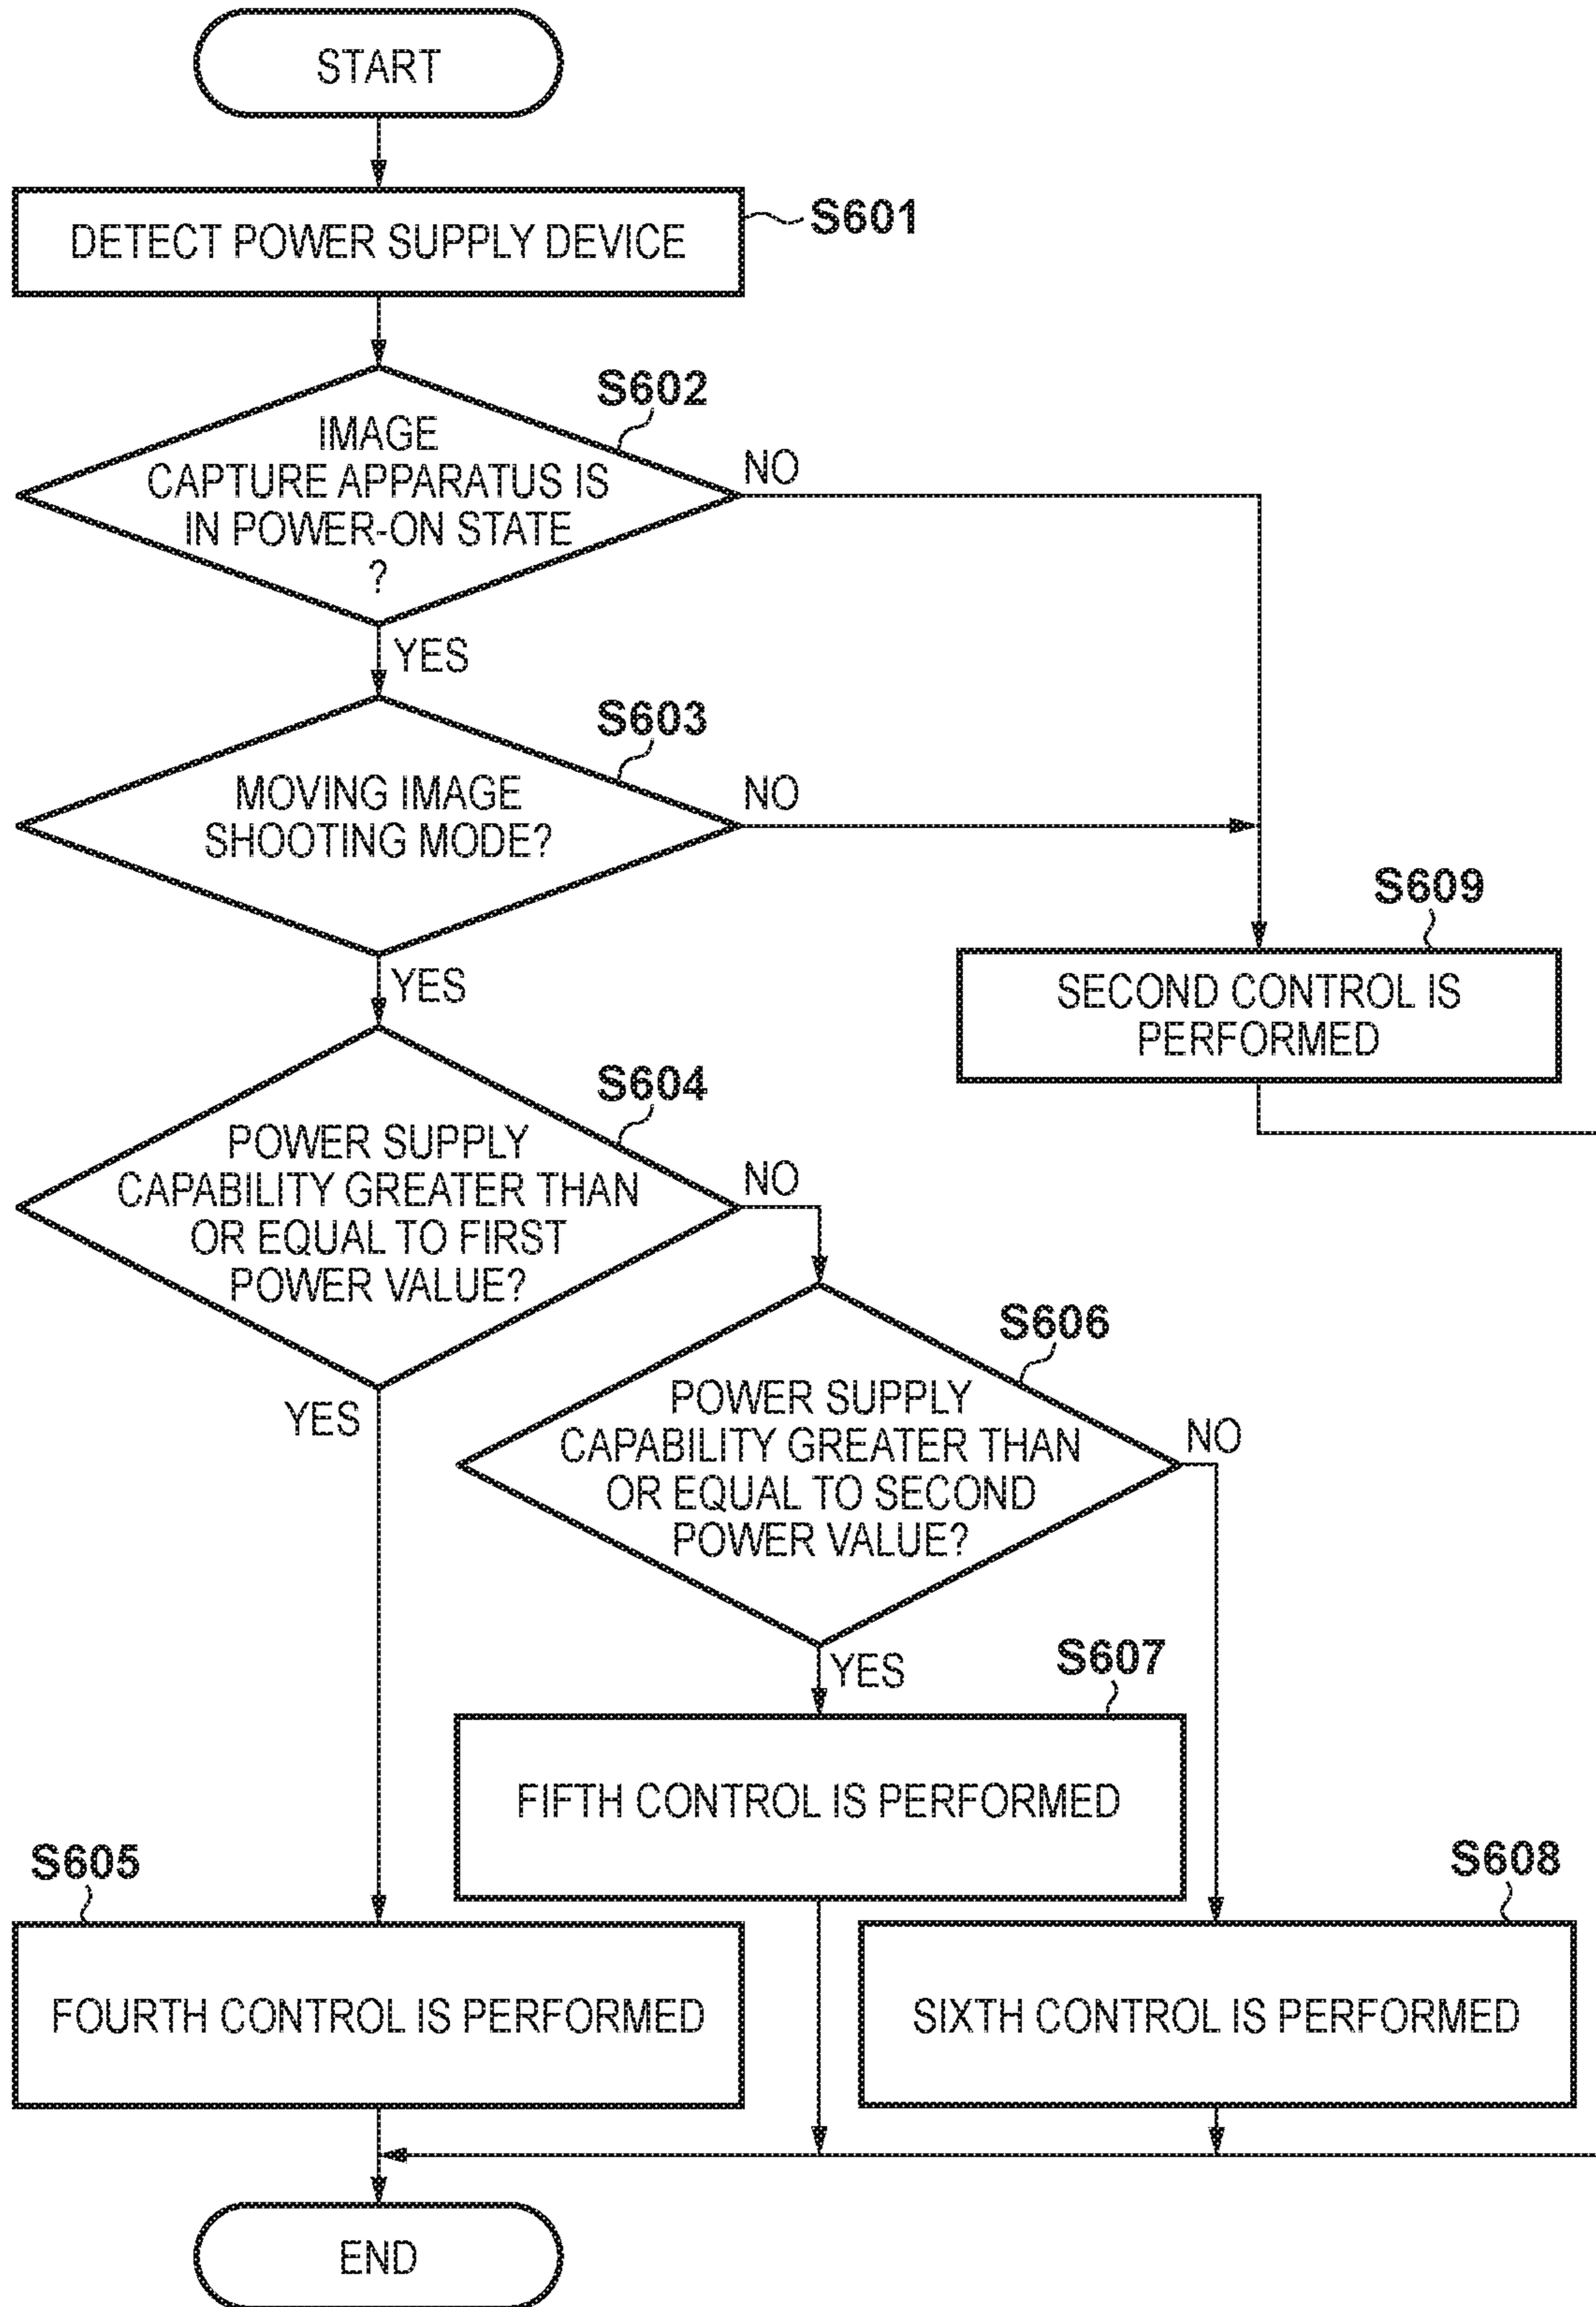 START
DETECT POWER SUPPLY DEVICE
S601
S602
IMAGE
CAPTURE APPARATUS IS
IN POWER-ON STATE
?
NO
YES
S603
MOVING IMAGE
SHOOTING MODE?
NO
YES
S609
SECOND CONTROL IS
PERFORMED
S604
POWER SUPPLY
CAPABILITY GREATER THAN
OR EQUAL TO FIRST
POWER VALUE?
NO
YES
S606
POWER SUPPLY
CAPABILITY GREATER THAN
OR EQUAL TO SECOND
POWER VALUE?
NO
YES
S607
FIFTH CONTROL IS PERFORMED
S605
FOURTH CONTROL IS PERFORMED
S608
SIXTH CONTROL IS PERFORMED
END